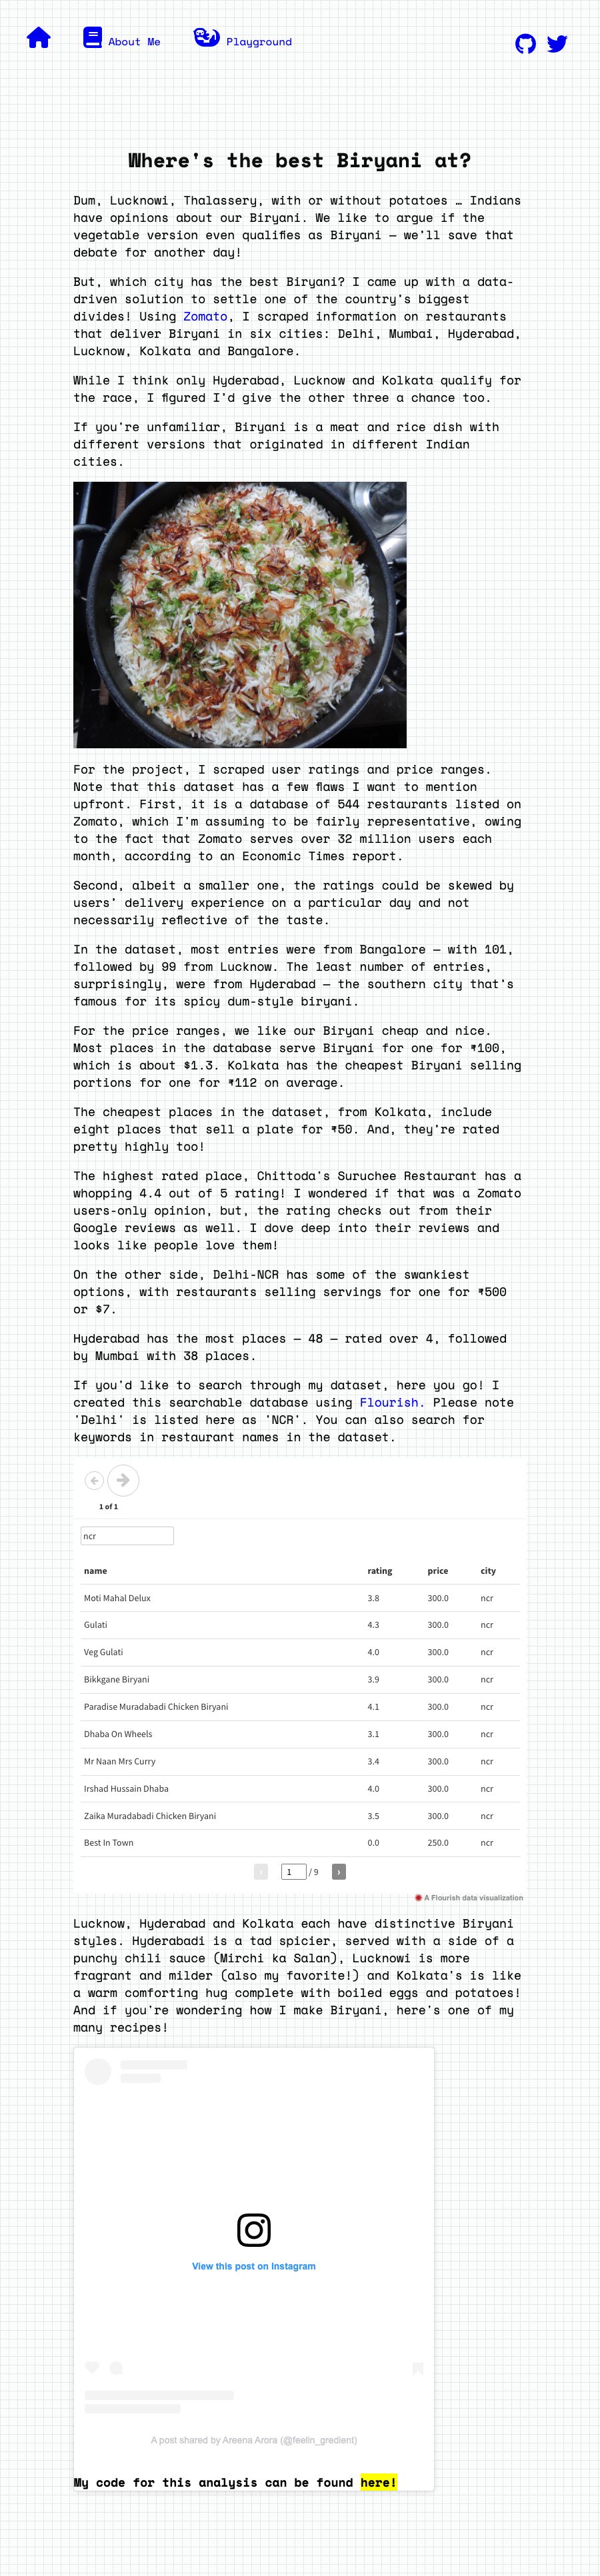 About Me
Playground
Where's the best Biryani at?
Dum, Lucknowi, Thalassery, with or without potatoes … Indians
have opinions about our Biryani. We like to argue if the
vegetable version even qualifies as Biryani — we'll save that
debate for another day!
But, which city has the best Biryani? I came up with a data-
driven solution to settle one of the country's biggest
divides! Using Zomato, I scraped information on restaurants
that deliver Biryani in six cities: Delhi, Mumbai, Hyderabad,
Lucknow, Kolkata and Bangalore.
While I think only Hyderabad, Lucknow and Kolkata qualify for
the race, I figured I'd give the other three a chance too.
If you're unfamiliar, Biryani is a meat and rice dish with
different versions that originated in different Indian
cities.
For the project, I scraped user ratings and price ranges.
Note that this dataset has a few flaws I want to mention
upfront. First, it is a database of 544 restaurants listed on
Zomato, which I'm assuming to be fairly representative, owing
to the fact that Zomato serves over 32 million users each
month, according to an Economic Times report.
Second, albeit a smaller one, the ratings could be skewed by
users' delivery experience on a particular day and not
necessarily reflective of the taste.
In the dataset, most entries were from Bangalore — with 101,
followed by 99 from Lucknow. The least number of entries,
surprisingly, were from Hyderabad — the southern city that's
famous for its spicy dum-style biryani.
For the price ranges, we like our Biryani cheap and nice.
Most places in the database serve Biryani for one for ₹100,
which is about $1.3. Kolkata has the cheapest Biryani selling
portions for one for ₹112 on average.
The cheapest places in the dataset, from Kolkata, include
eight places that sell a plate for ₹50. And, they're rated
pretty highly too!
The highest rated place, Chittoda's Suruchee Restaurant has a
whopping 4.4 out of 5 rating! I wondered if that was a Zomato
users-only opinion, but, the rating checks out from their
Google reviews as well. I dove deep into their reviews and
looks like people love them!
On the other side, Delhi-NCR has some of the swankiest
options, with restaurants selling servings for one for ₹500
or $7.
Hyderabad has the most places — 48 — rated over 4, followed
by Mumbai with 38 places.
If you'd like to search through my dataset, here you go! I
created this searchable database using Flourish. Please note
'Delhi' is listed here as 'NCR'. You can also search for
keywords in restaurant names in the dataset.
1 of 1
ncr
name rating price city
Moti Mahal Delux 3.8 300.0 ncr
Gulati 4.3 300.0 ncr
Veg Gulati 4.0 300.0 ncr
Bikkgane Biryani 3.9 300.0 ncr
Paradise Muradabadi Chicken Biryani 4.1 300.0 ncr
Dhaba On Wheels 3.1 300.0 ncr
Mr Naan Mrs Curry 3.4 300.0 ncr
Irshad Hussain Dhaba 4.0 300.0 ncr
Zaika Muradabadi Chicken Biryani 3.5 300.0 ncr
Best In Town 0.0 250.0 ncr
‹ 1 / 9 ›
A Flourish data visualization
Lucknow, Hyderabad and Kolkata each have distinctive Biryani
styles. Hyderabadi is a tad spicier, served with a side of a
punchy chili sauce (Mirchi ka Salan), Lucknowi is more
fragrant and milder (also my favorite!) and Kolkata's is like
a warm comforting hug complete with boiled eggs and potatoes!
And if you're wondering how I make Biryani, here's one of my
many recipes!
View this post on Instagram
A post shared by Areena Arora (@feelin_gredient)
My code for this analysis can be found here!